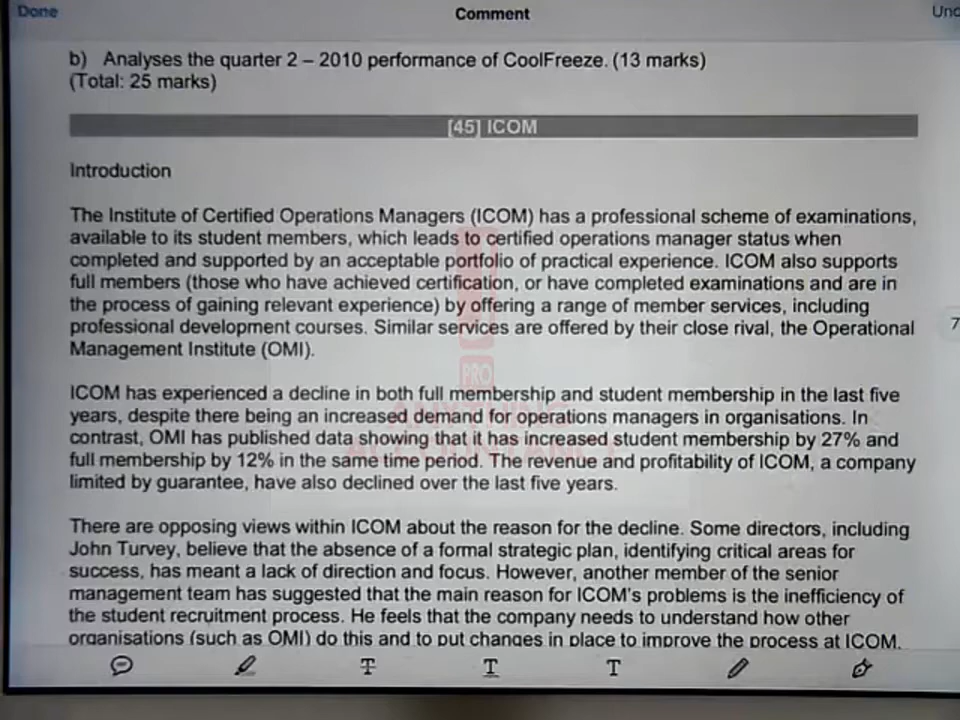 Done
Comment
Und
b) Analyses the quarter 2 – 2010 performance of CoolFreeze. (13 marks)
(Total: 25 marks)
[45] ICOM
Introduction
The Institute of Certified Operations Managers (ICOM) has a professional scheme of examinations,
available to its student members, which leads to certified operations manager status when
completed and supported by an acceptable portfolio of practical experience. ICOM also supports
full members (those who have achieved certification, or have completed examinations and are in
the process of gaining relevant experience) by offering a range of member services, including
professional development courses. Similar services are offered by their close rival, the Operational
7
Management Institute (OMI).
PRO
ICOM has experienced a decline in both full membership and student membership in the last five
years, despite there being an increased demand for operations managers in organisations. In
ANYTHING
contrast, OMI has published data showing that it has increased student membership by 27% and
ACCOUNTANCY
full membership by 12% in the same time period. The revenue and profitability of ICOM, a company
limited by guarantee, have also declined over the last five years.
There are opposing views within ICOM about the reason for the decline. Some directors, including
John Turvey, believe that the absence of a formal strategic plan, identifying critical areas for
success, has meant a lack of direction and focus. However, another member of the senior
management team has suggested that the main reason for ICOM's problems is the inefficiency of
the student recruitment process. He feels that the company needs to understand how other
organisations (such as OMI) do this and to put changes in place to improve the process at ICOM.
T
T
T